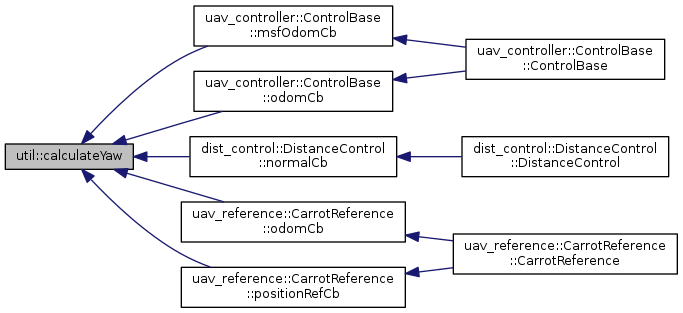 uav_controller::ControlBase
::msfOdomCb
uav_controller::ControlBase
::ControlBase
uav_controller::ControlBase
::odomCb
util::calculateYaw
dist_control::DistanceControl
::normalCb
dist_control::DistanceControl
::DistanceControl
uav_reference::CarrotReference
::odomCb
uav_reference::CarrotReference
::CarrotReference
uav_reference::CarrotReference
::positionRefCb